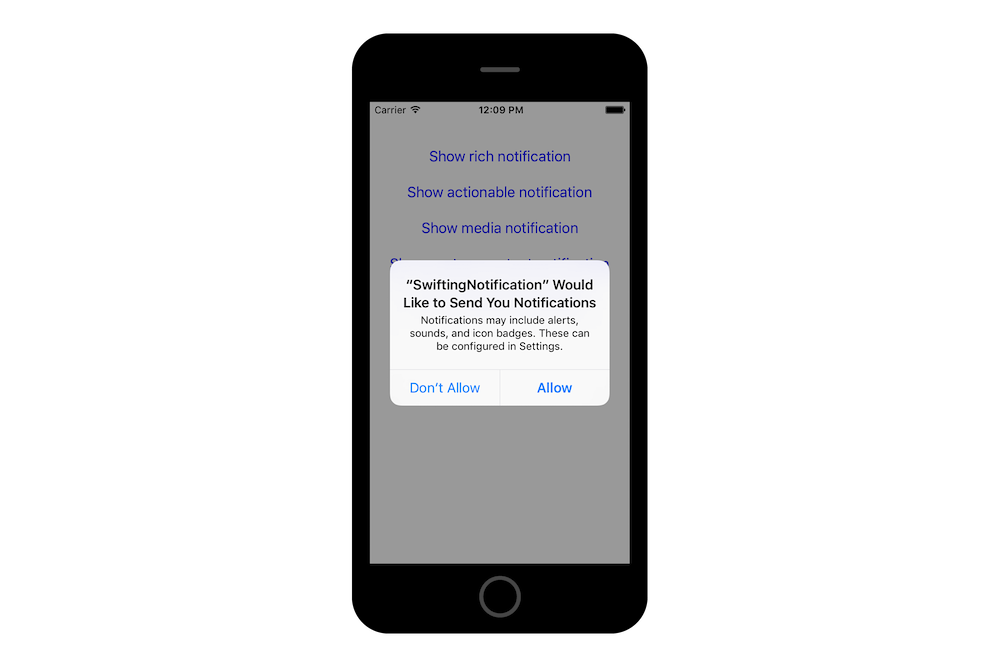 Carrier 12:09 PM
Show rich notification
Show actionable notification
Show media notification
“SwiftingNotification” Would
Like to Send You Notifications
Notifications may include alerts,
sounds, and icon badges. These can
be configured in Settings.
Don’t Allow Allow